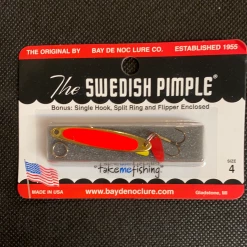 THE ORIGINAL BY BAY DE NOC LURE CO. ESTABLISHED 1955
The SWEDISH PIMPLE®
Bonus: Single Hook, Split Ring and Flipper Enclosed
takemefishing
SIZE
4
MADE IN USA www.baydenoclure.com Gladstone, MI